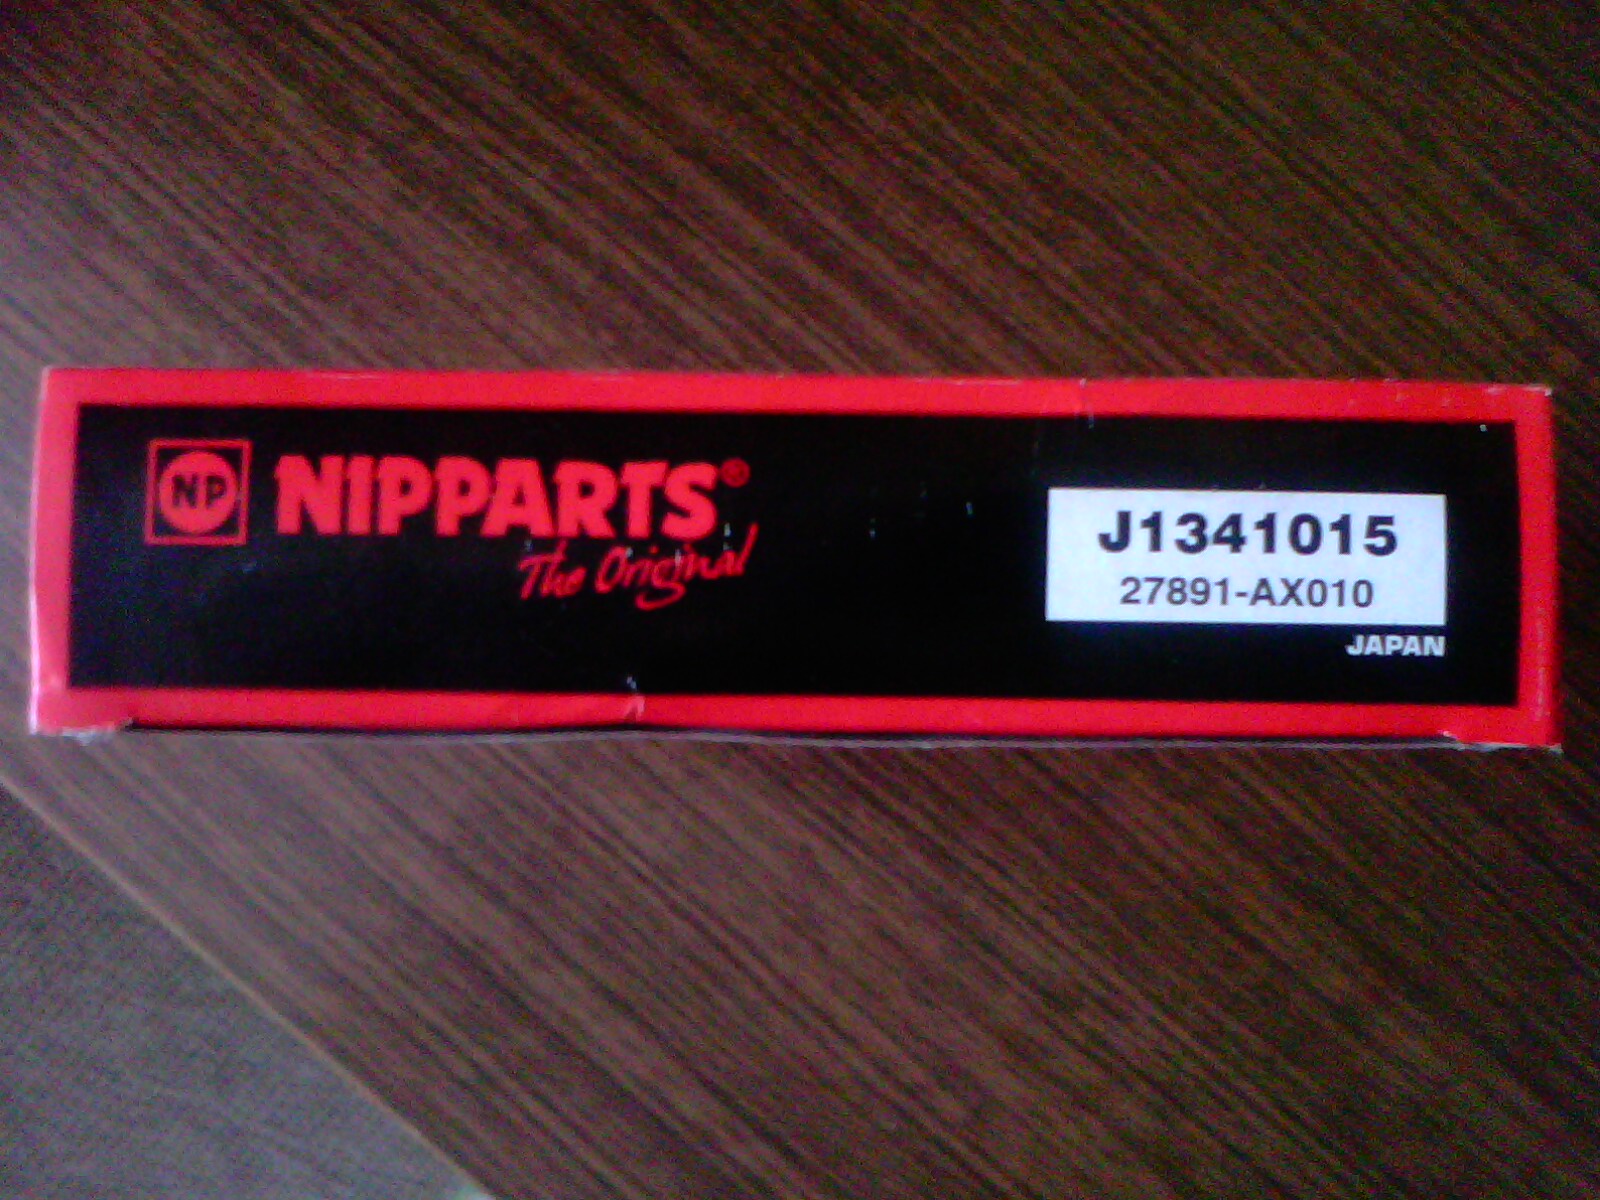 NP
NIPPARTS®
The Original
J1341015
27891-AX010
JAPAN